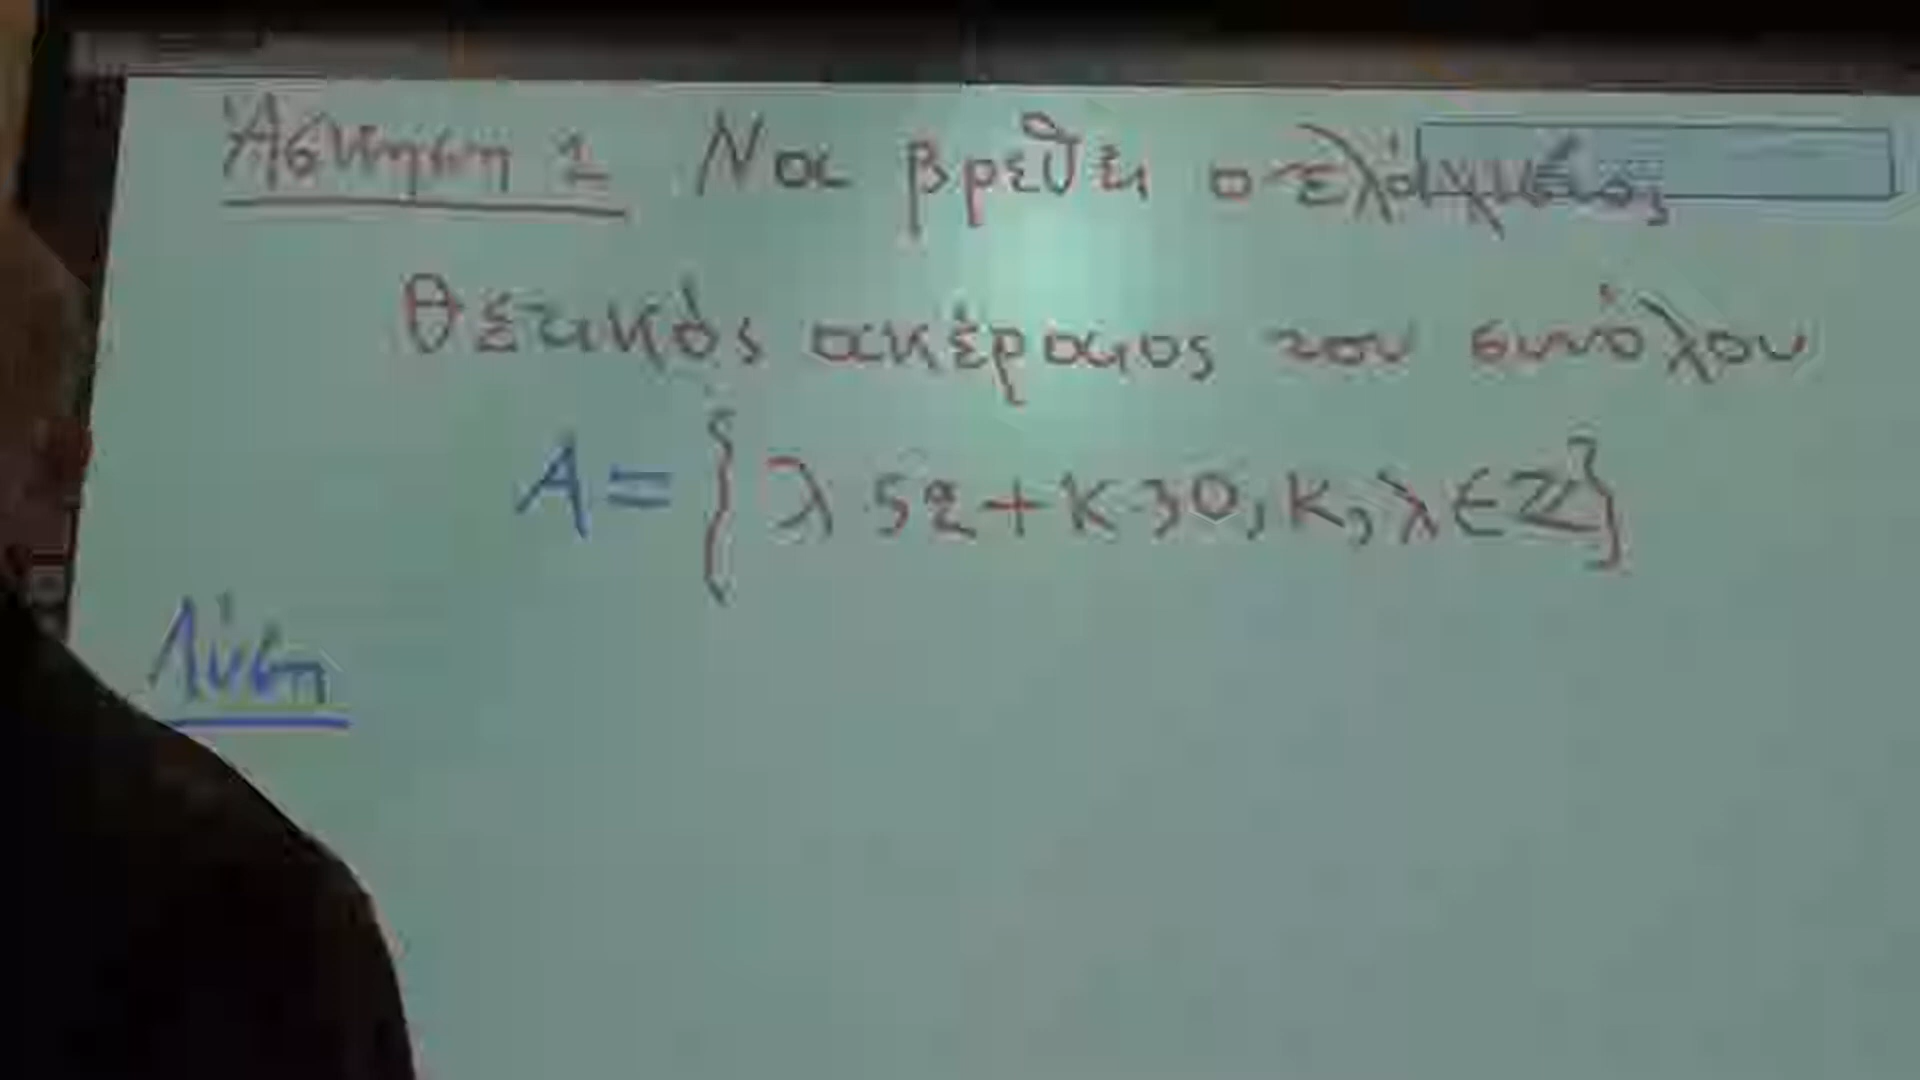 Άσκηση 1 Να βρεθεί ο ελάχιστος
θετικός ακέραιος του συνόλου
A = { λ 52 + κ 30, κ, λ ∈ Z }
Λύση